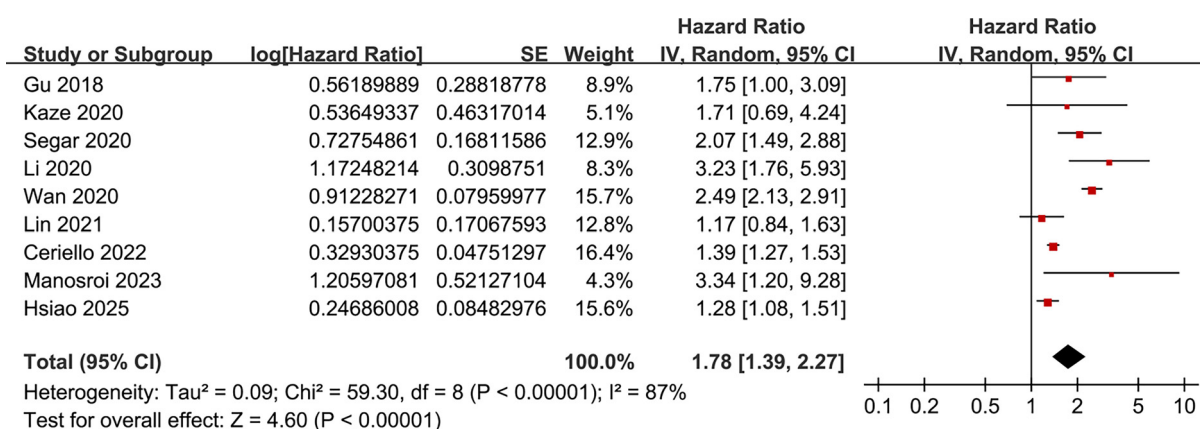 Hazard Ratio Hazard Ratio
Study or Subgroup log[Hazard Ratio] SE Weight IV, Random, 95% CI IV, Random, 95% CI
Gu 2018 0.56189889 0.28818778 8.9% 1.75 [1.00, 3.09]
Kaze 2020 0.53649337 0.46317014 5.1% 1.71 [0.69, 4.24]
Segar 2020 0.72754861 0.16811586 12.9% 2.07 [1.49, 2.88]
Li 2020 1.17248214 0.3098751 8.3% 3.23 [1.76, 5.93]
Wan 2020 0.91228271 0.07959977 15.7% 2.49 [2.13, 2.91]
Lin 2021 0.15700375 0.17067593 12.8% 1.17 [0.84, 1.63]
Ceriello 2022 0.32930375 0.04751297 16.4% 1.39 [1.27, 1.53]
Manosroi 2023 1.20597081 0.52127104 4.3% 3.34 [1.20, 9.28]
Hsiao 2025 0.24686008 0.08482976 15.6% 1.28 [1.08, 1.51]
Total (95% CI) 100.0% 1.78 [1.39, 2.27]
Heterogeneity: Tau² = 0.09; Chi² = 59.30, df = 8 (P < 0.00001); I² = 87%
Test for overall effect: Z = 4.60 (P < 0.00001)
0.1 0.2 0.5 1 2 5 10